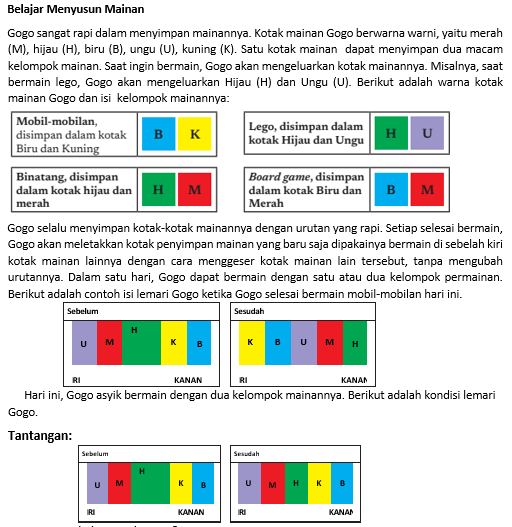 Belajar Menyusun Mainan
Gogo sangat rapi dalam menyimpan mainannya. Kotak mainan Gogo berwarna warni, yaitu merah
(M), hijau (H), biru (B), ungu (U), kuning (K). Satu kotak mainan dapat menyimpan dua macam
kelompok mainan. Saat ingin bermain, Gogo akan mengeluarkan kotak mainannya. Misalnya, saat
bermain lego, Gogo akan mengeluarkan Hijau (H) dan Ungu (U). Berikut adalah warna kotak
mainan Gogo dan isi kelompok mainannya:
Mobil-mobilan,
disimpan dalam kotak
Biru dan Kuning
B K
Lego, disimpan dalam
kotak Hijau dan Ungu
H U
Binatang, disimpan
dalam kotak hijau dan
merah
H M
Board game, disimpan
dalam kotak Biru dan
Merah
B M
Gogo selalu menyimpan kotak-kotak mainannya dengan urutan yang rapi. Setiap selesai bermain,
Gogo akan meletakkan kotak penyimpan mainan yang baru saja dipakainya bermain di sebelah kiri
kotak mainan lainnya dengan cara menggeser kotak mainan lain tersebut, tanpa mengubah
urutannya. Dalam satu hari, Gogo dapat bermain dengan satu atau dua kelompok permainan.
Berikut adalah contoh isi lemari Gogo ketika Gogo selesai bermain mobil-mobilan hari ini.
Sebelum
U M H K B
RI KANAN
Sesudah
K B U M H
RI KANAN
Hari ini, Gogo asyik bermain dengan dua kelompok mainannya. Berikut adalah kondisi lemari
Gogo.
Tantangan:
Sebelum
U M H K B
RI KANAN
Sesudah
U M H K B
RI KANAN